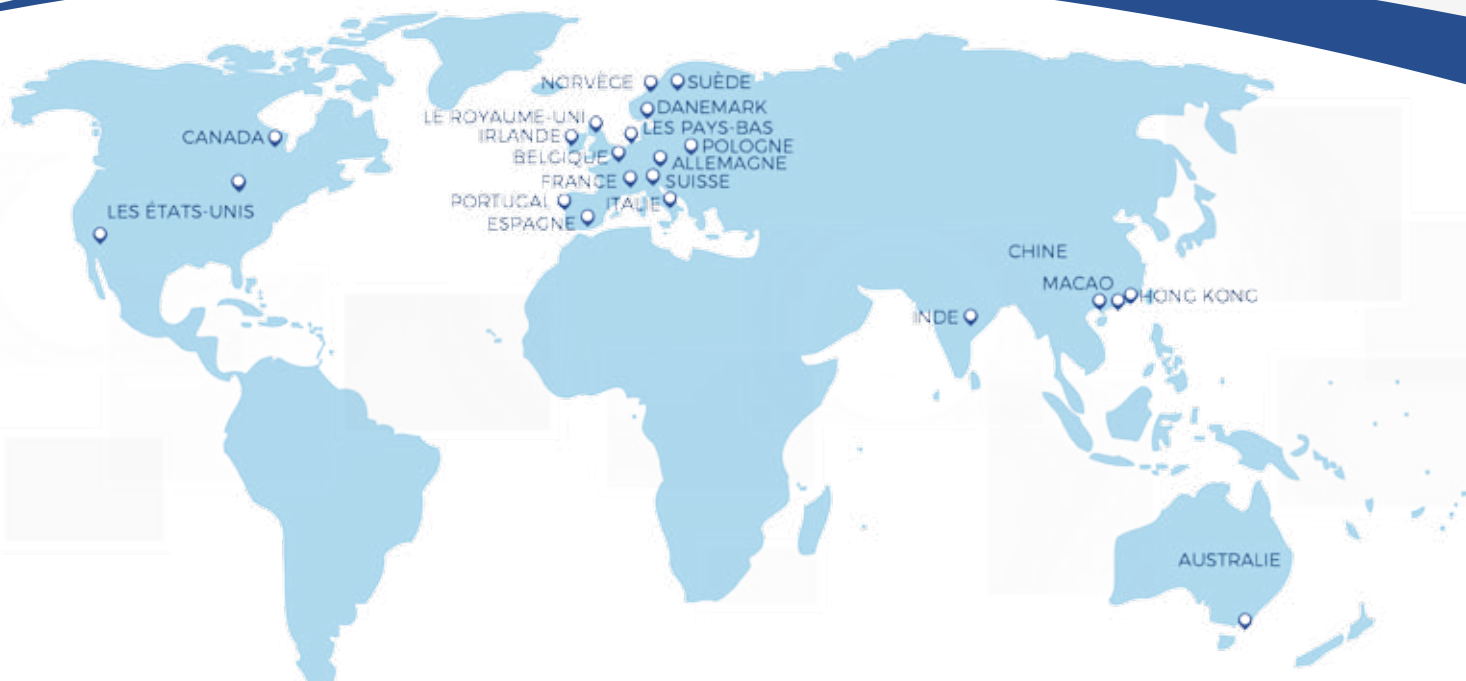 NORVÈGE
SUÈDE
DANEMARK
LE ROYAUME-UNI
LES PAYS-BAS
IRLANDE
CANADA
POLOGNE
BELGIQUE
ALLEMAGNE
FRANCE
SUISSE
PORTUGAL
ITALIE
LES ÉTATS-UNIS
ESPAGNE
CHINE
MACAO
HONG KONG
INDE
AUSTRALIE